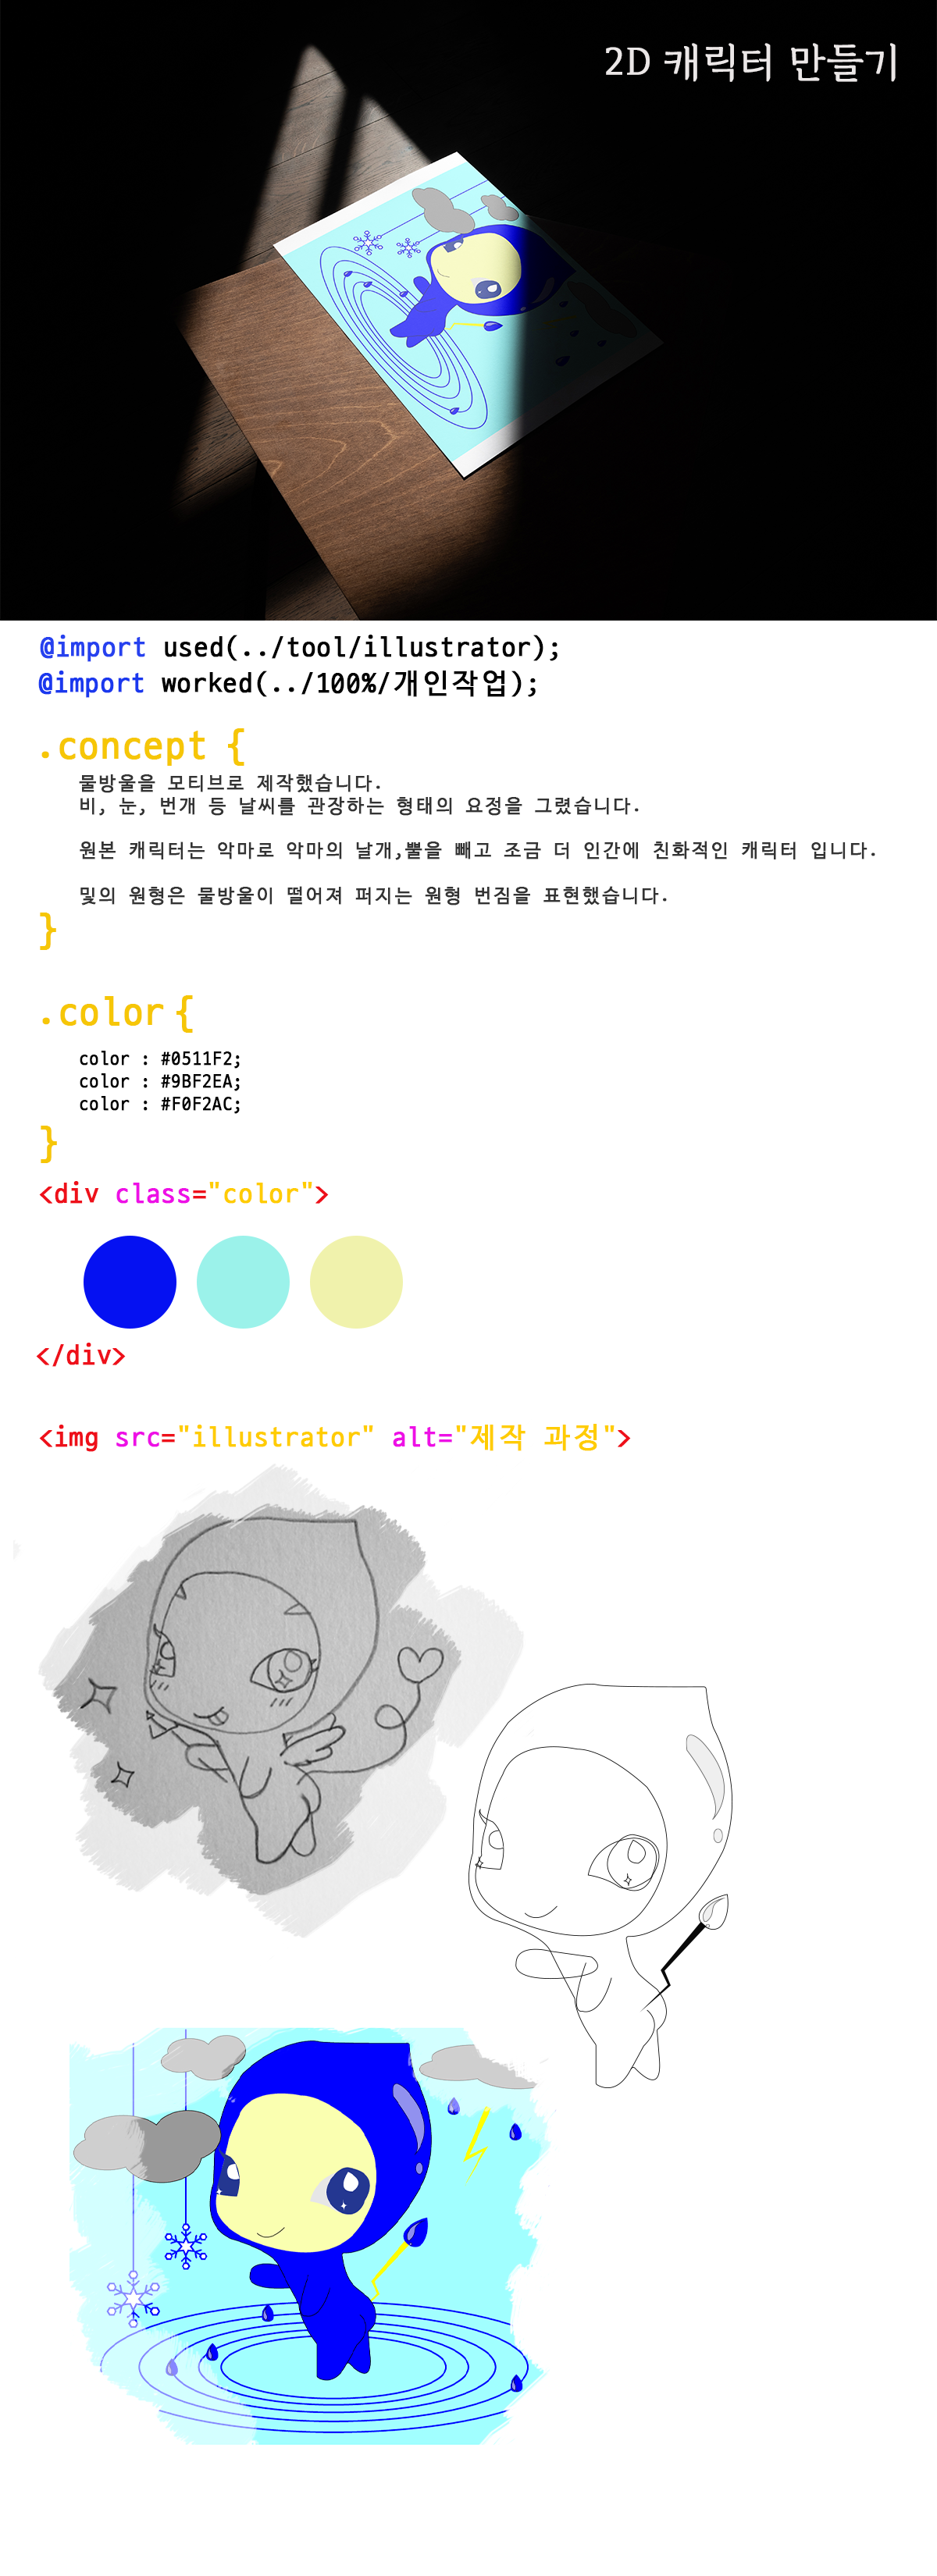 2D 캐릭터 만들기
@import used(../tool/illustrator);
@import worked(../100%/개인작업);
.concept {
물방울을 모티브로 제작했습니다.
비, 눈, 번개 등 날씨를 관장하는 형태의 요정을 그렸습니다.
원본 캐릭터는 악마로 악마의 날개,뿔을 빼고 조금 더 인간에 친화적인 캐릭터 입니다.
밑의 원형은 물방울이 떨어져 퍼지는 원형 번짐을 표현했습니다.
}
.color {
color : #0511F2;
color : #9BF2EA;
color : #F0F2AC;
}
<div class="color">
</div>
<img src="illustrator" alt="제작 과정">